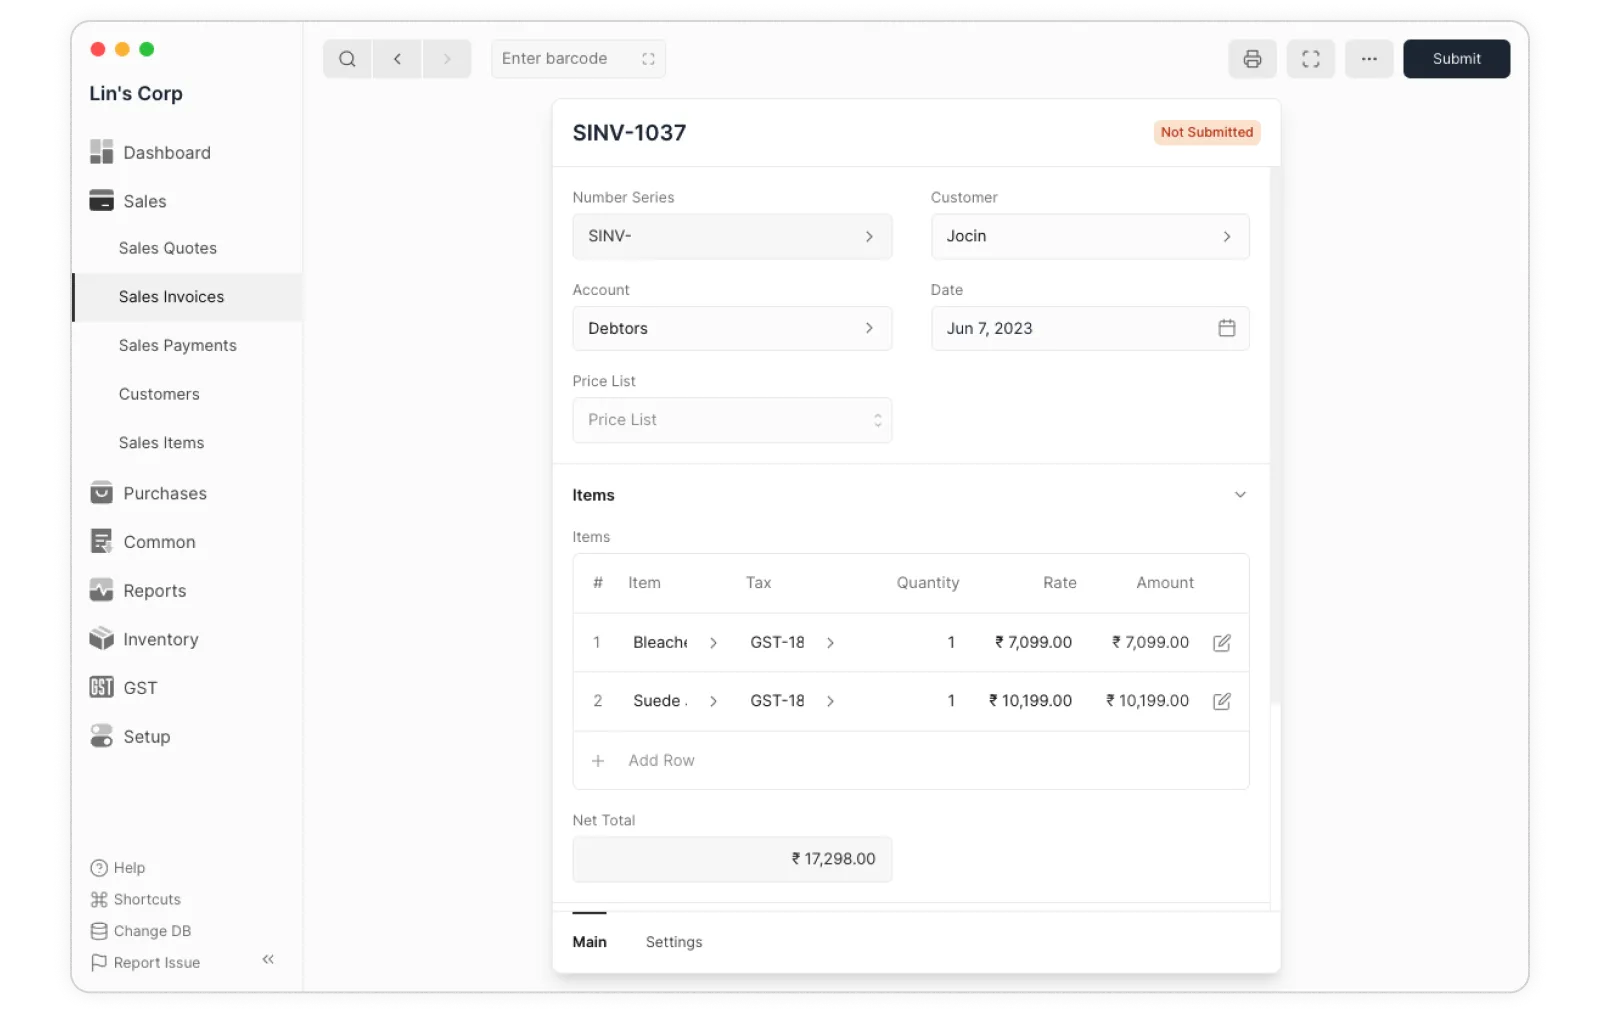 Lin's Corp
Dashboard
Sales
Sales Quotes
Sales Invoices
Sales Payments
Customers
Sales Items
Purchases
Common
Reports
Inventory
GST GST
Setup
Help
Shortcuts
Change DB
Report Issue
Enter barcode
Submit
SINV-1037
Not Submitted
Number Series
Customer
SINV-
Jocin
Account
Date
Debtors
Jun 7, 2023
Price List
Price List
Items
Items
# Item Tax Quantity Rate Amount
1 Bleache GST-18 1 ₹ 7,099.00 ₹ 7,099.00
2 Suede . GST-18 1 ₹ 10,199.00 ₹ 10,199.00
Add Row
Net Total
₹ 17,298.00
Main Settings